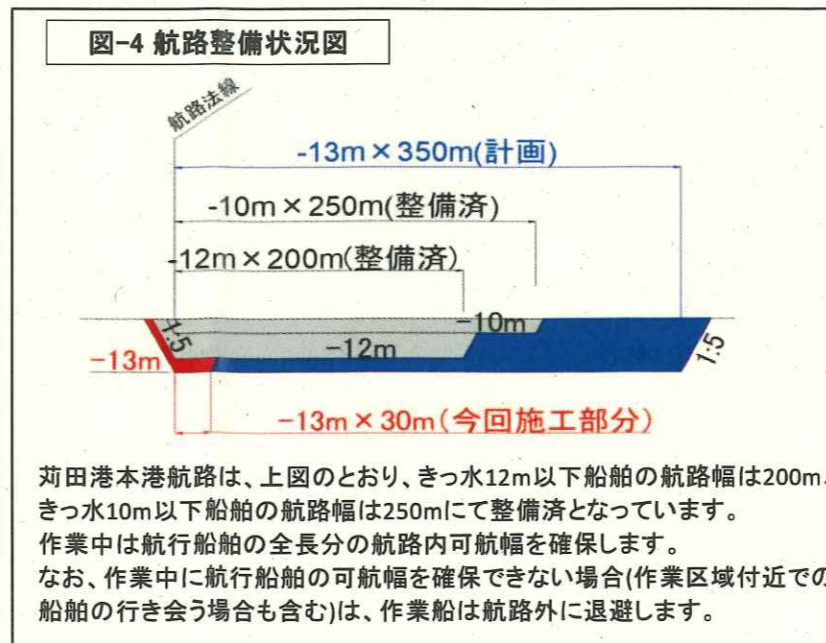 図-4 航路整備状況図
航路法線
-13m×350m(計画)
-10m×250m(整備済)
-12m×200m(整備済)
-10m
1:5
-12m
1:5
-13m
-13m×30m(今回施工部分)
苅田港本港航路は、上図のとおり、きっ水12m以下船舶の航路幅は200m、
きっ水10m以下船舶の航路幅は250mにて整備済となっています。
作業中は航行船舶の全長分の航路内可航幅を確保します。
なお、作業中に航行船舶の可航幅を確保できない場合(作業区域付近での
船舶の行き会う場合も含む)は、作業船は航路外に退避します。